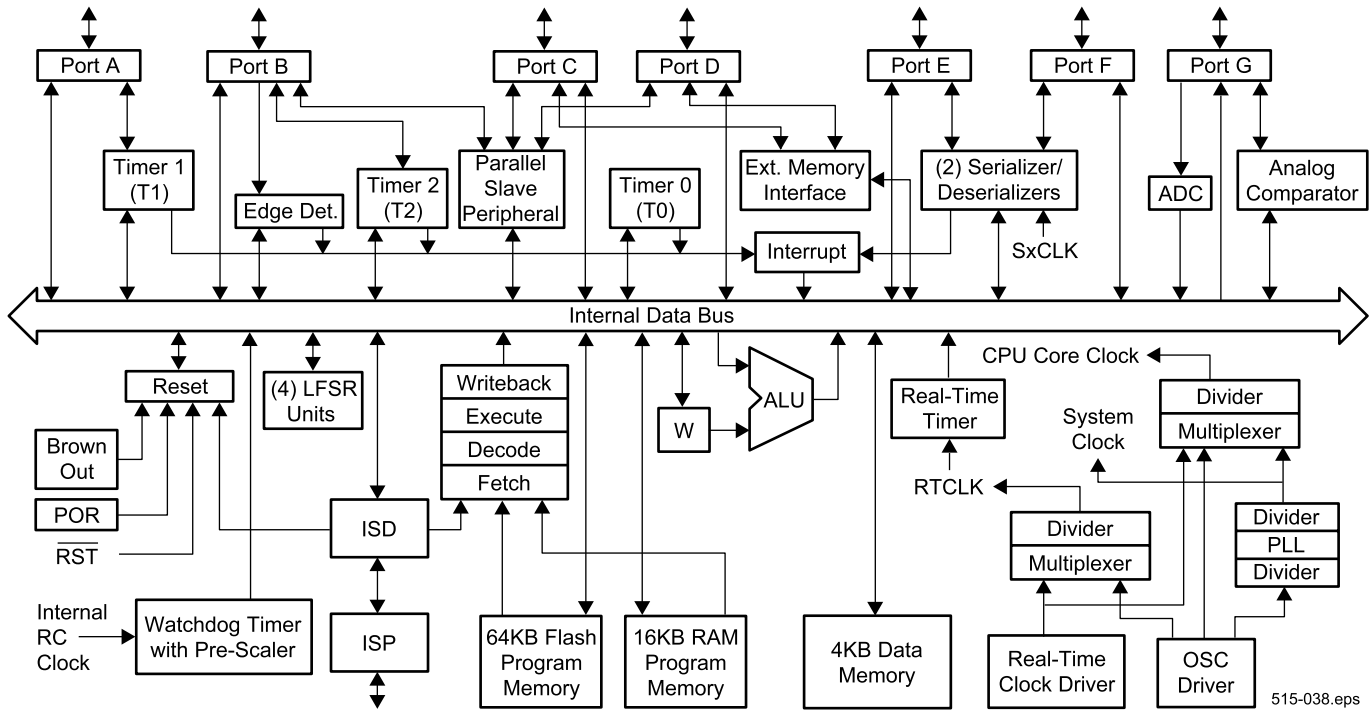 Port A
Port B
Port C
Port D
Port E
Port F
Port G
Timer 1
(T1)
Edge Det.
Timer 2
(T2)
Parallel
Slave
Peripheral
Timer 0
(T0)
Ext. Memory
Interface
(2) Serializer/
Deserializers
ADC
Analog
Comparator
Interrupt
SxCLK
Internal Data Bus
Reset
(4) LFSR
Units
Writeback
Execute
Decode
Fetch
W
ALU
Real-Time
Timer
CPU Core Clock
System
Clock
Divider
Multiplexer
Brown
Out
POR
RST
ISD
RTCLK
Divider
Multiplexer
Divider
PLL
Divider
Internal
RC
Clock
Watchdog Timer
with Pre-Scaler
ISP
64KB Flash
Program
Memory
16KB RAM
Program
Memory
4KB Data
Memory
Real-Time
Clock Driver
OSC
Driver
515-038.eps